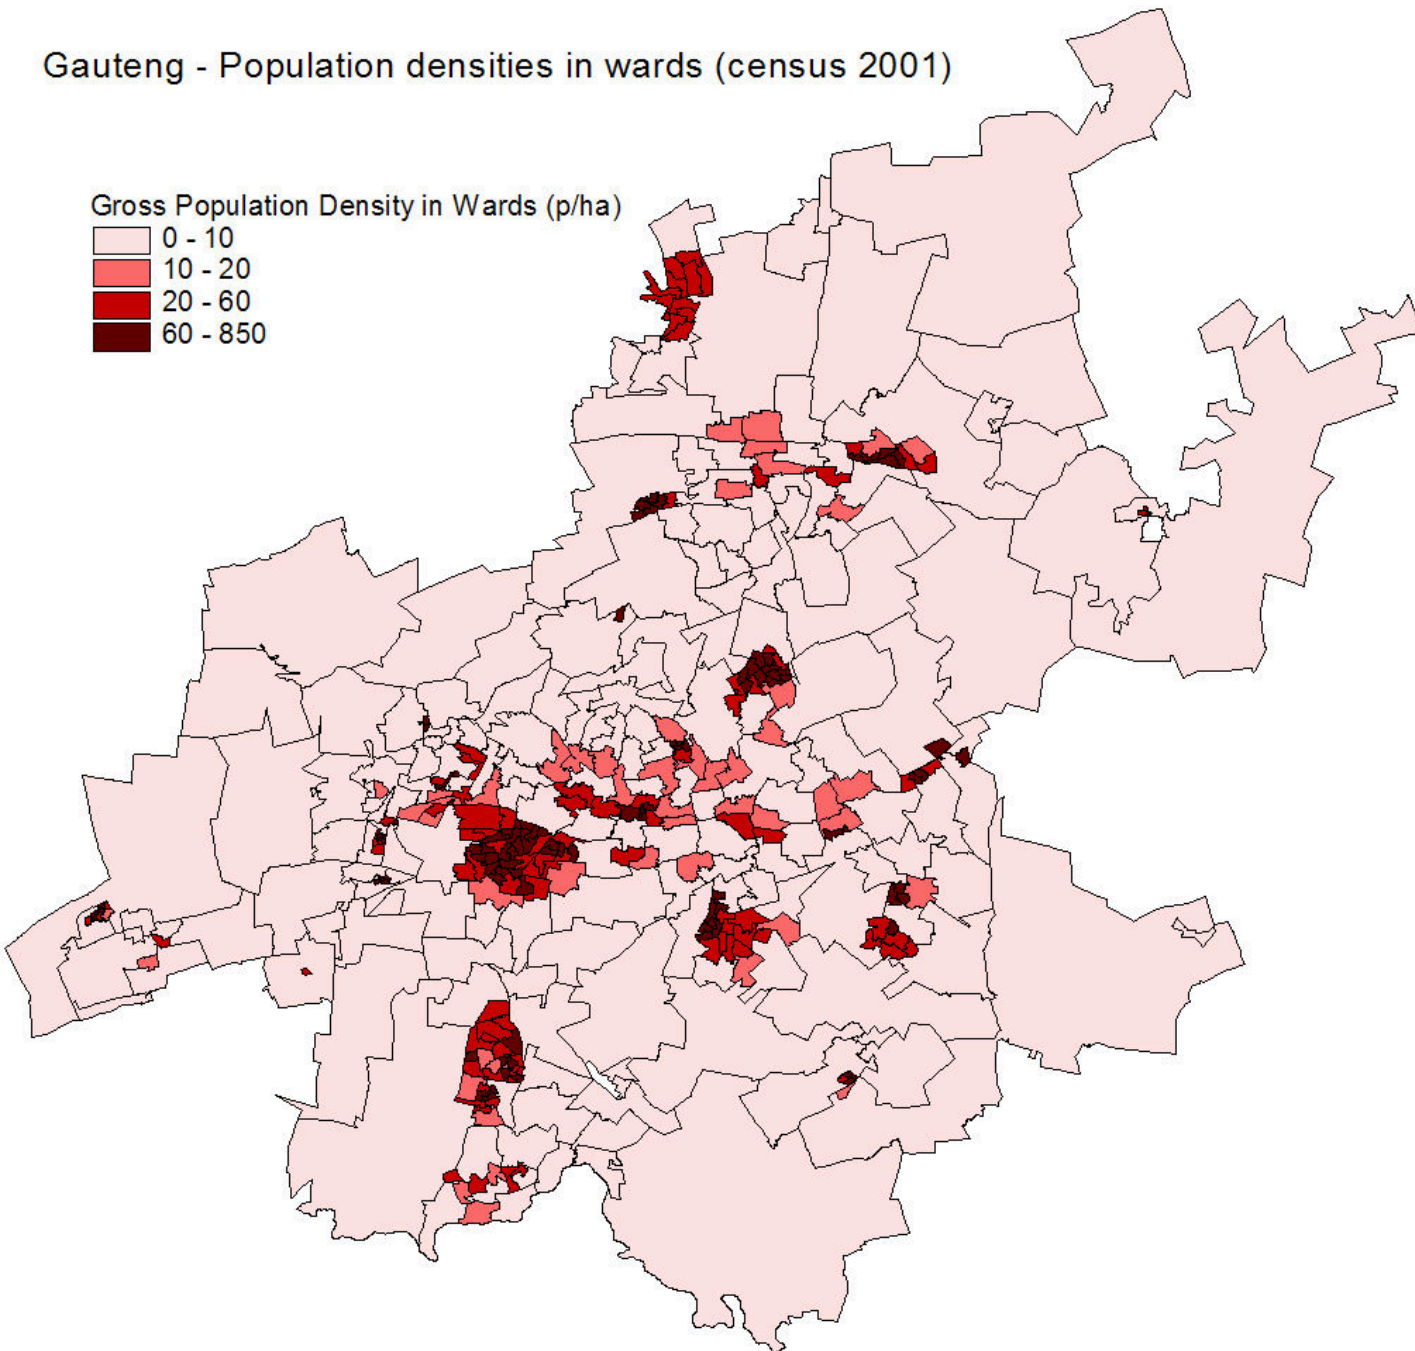 Gauteng - Population densities in wards (census 2001)
Gross Population Density in Wards (p/ha)
0 - 10
10 - 20
20 - 60
60 - 850